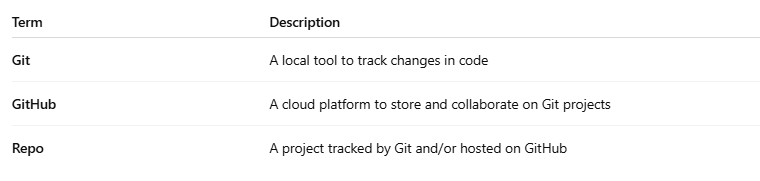 Term Description
Git A local tool to track changes in code
GitHub A cloud platform to store and collaborate on Git projects
Repo A project tracked by Git and/or hosted on GitHub